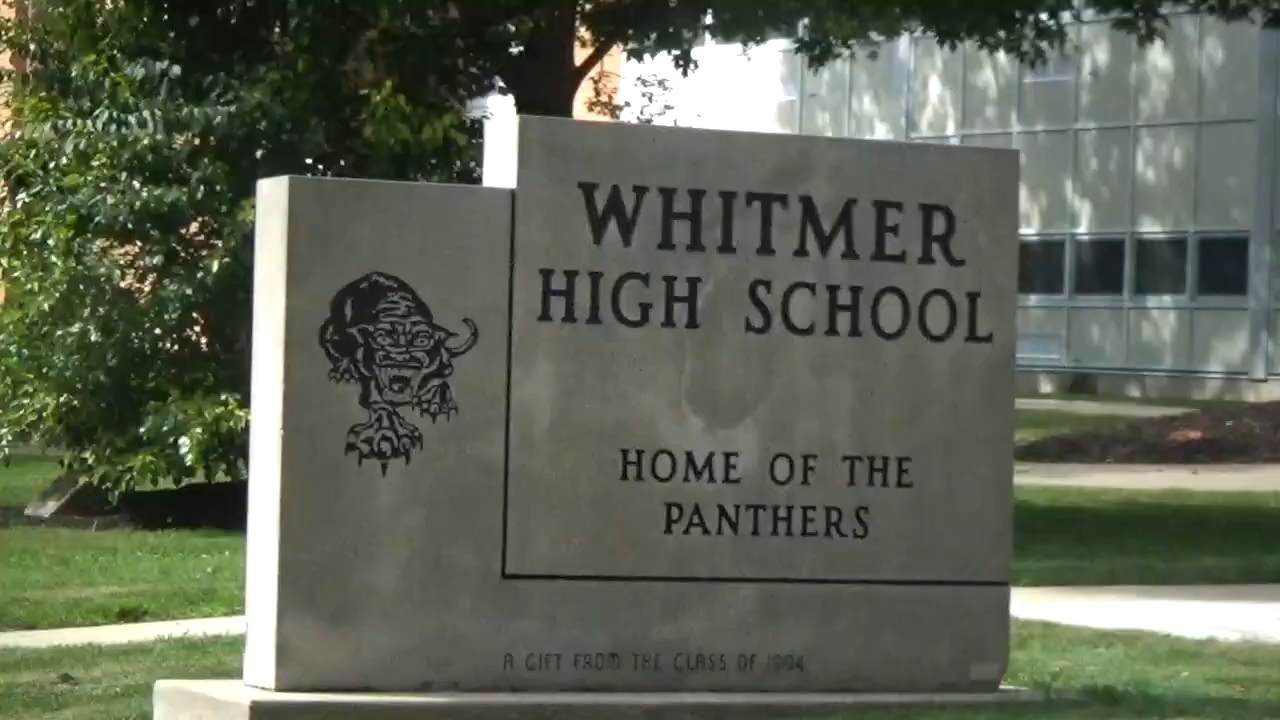 WHITMER
HIGH SCHOOL
HOME OF THE
PANTHERS
A GIFT FROM THE CLASS OF 1994